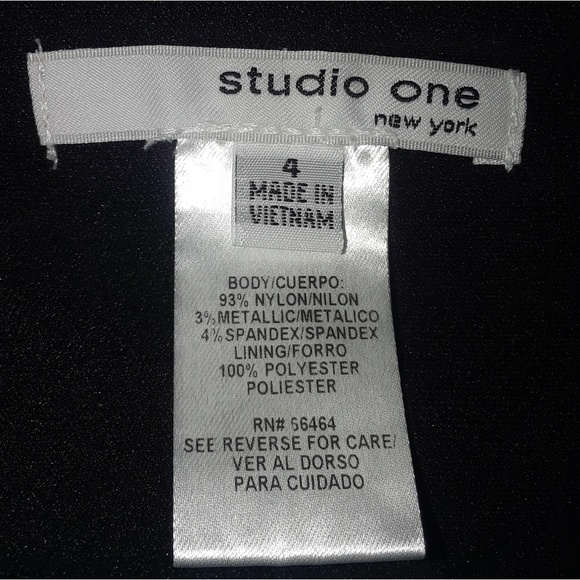 studio one
new york
4
MADE IN
VIETNAM
BODY/CUERPO:
93% NYLON/NILON
3% METALLIC/METALICO
4% SPANDEX/SPANDEX
LINING/FORRO
100% POLYESTER
POLIESTER
RN# 66464
SEE REVERSE FOR CARE/
VER AL DORSO
PARA CUIDADO